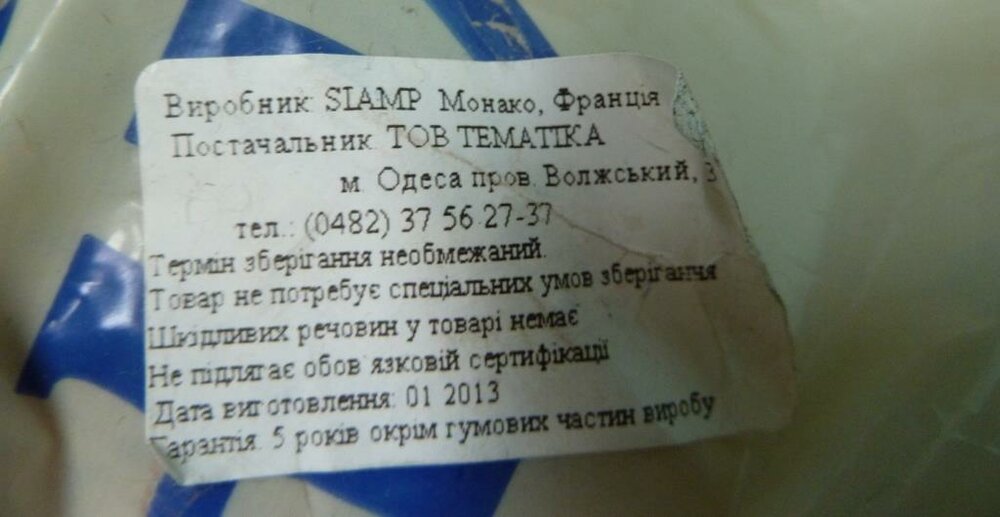 Виробник: SIAMP Монако, Франція
Постачальник ТОВ ТЕМАТІКА
м. Одеса пров. Волжський, 3
тел.: (0482) 37 56 27-37
Термін зберігання необмежаний.
Товар не потребує спеціальних умов зберігання
Шкідливих речовин у товарі немає
Не підлягає обов язковій сертифікації
Дата виготовлення: 01 2013
Гарантія: 5 років окрім гумових частин виробу